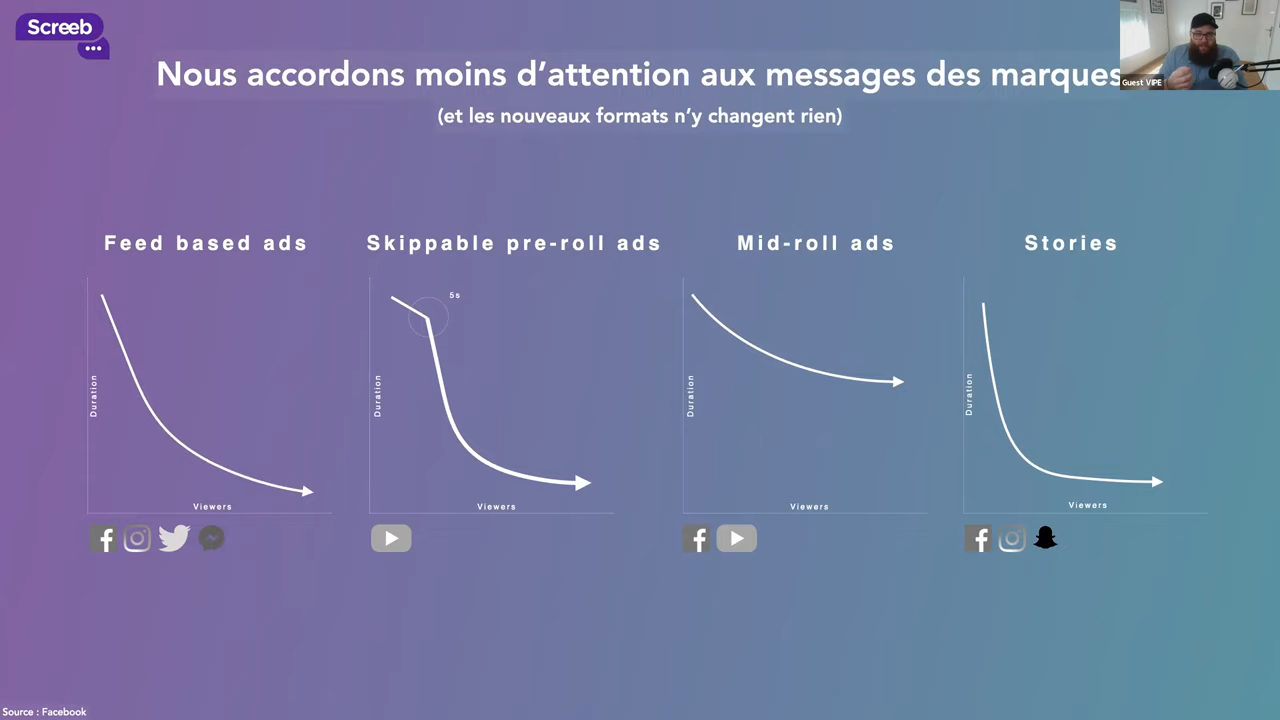 Screeb
Nous accordons moins d'attention aux messages des marques
Guest VIPE
(et les nouveaux formats n'y changent rien)
Feed based ads
Skippable pre-roll ads
Mid-roll ads
Stories
5s
Duration
Duration
Duration
Duration
Viewers
Viewers
Viewers
Viewers
Source : Facebook